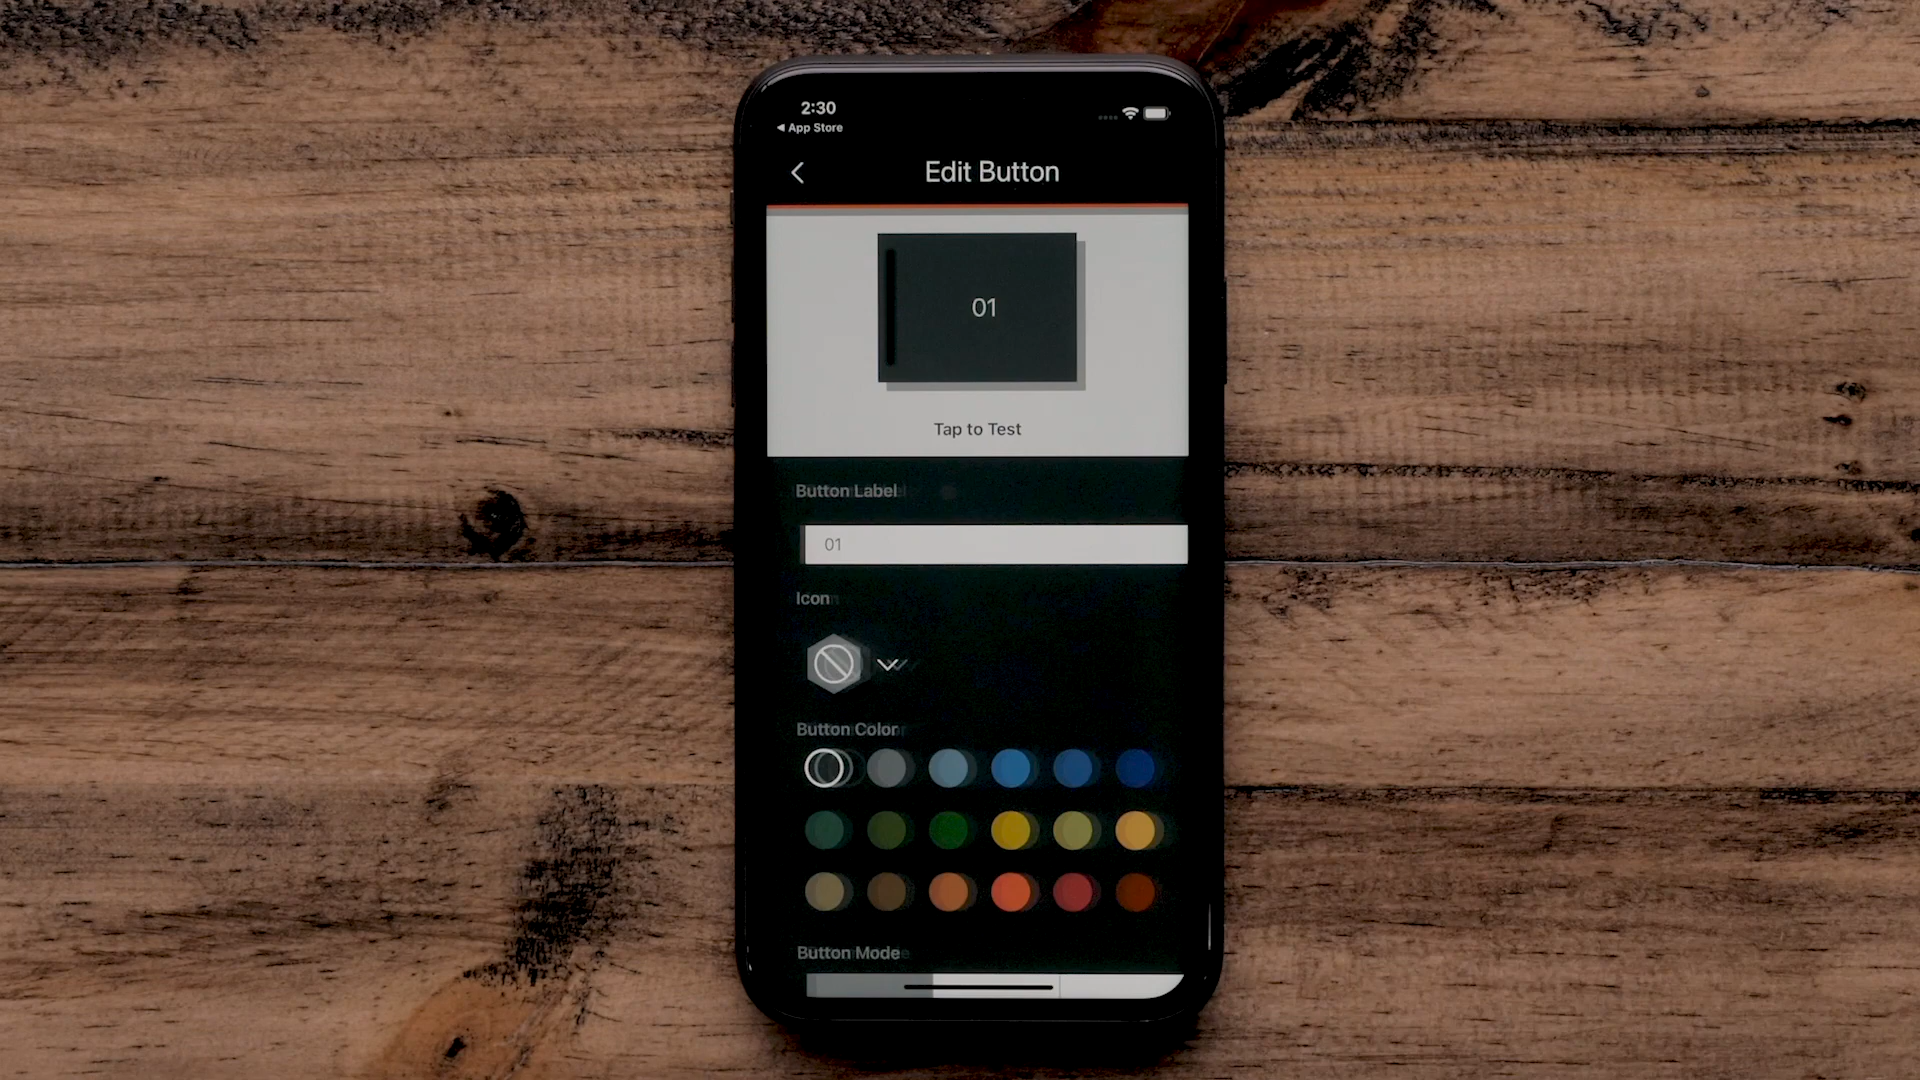 2:30
App Store
Edit Button
01
Tap to Test
Button Label
01
Icon
Button Color
Button Mode